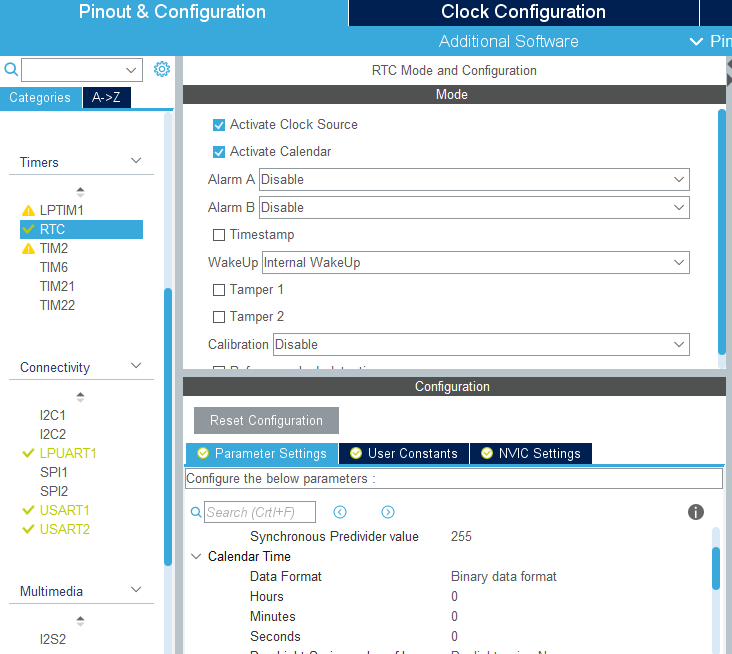 Pinout & Configuration
Clock Configuration
Additional Software
Pin
Categories
A->Z
Timers
LPTIM1
RTC
TIM2
TIM6
TIM21
TIM22
Connectivity
I2C1
I2C2
LPUART1
SPI1
SPI2
USART1
USART2
Multimedia
I2S2
RTC Mode and Configuration
Mode
Activate Clock Source
Activate Calendar
Alarm A Disable
Alarm B Disable
Timestamp
WakeUp Internal WakeUp
Tamper 1
Tamper 2
Calibration Disable
Configuration
Reset Configuration
Parameter Settings
User Constants
NVIC Settings
Configure the below parameters :
Search (Crtl+F)
Synchronous Predivider value 255
Calendar Time
Data Format Binary data format
Hours 0
Minutes 0
Seconds 0